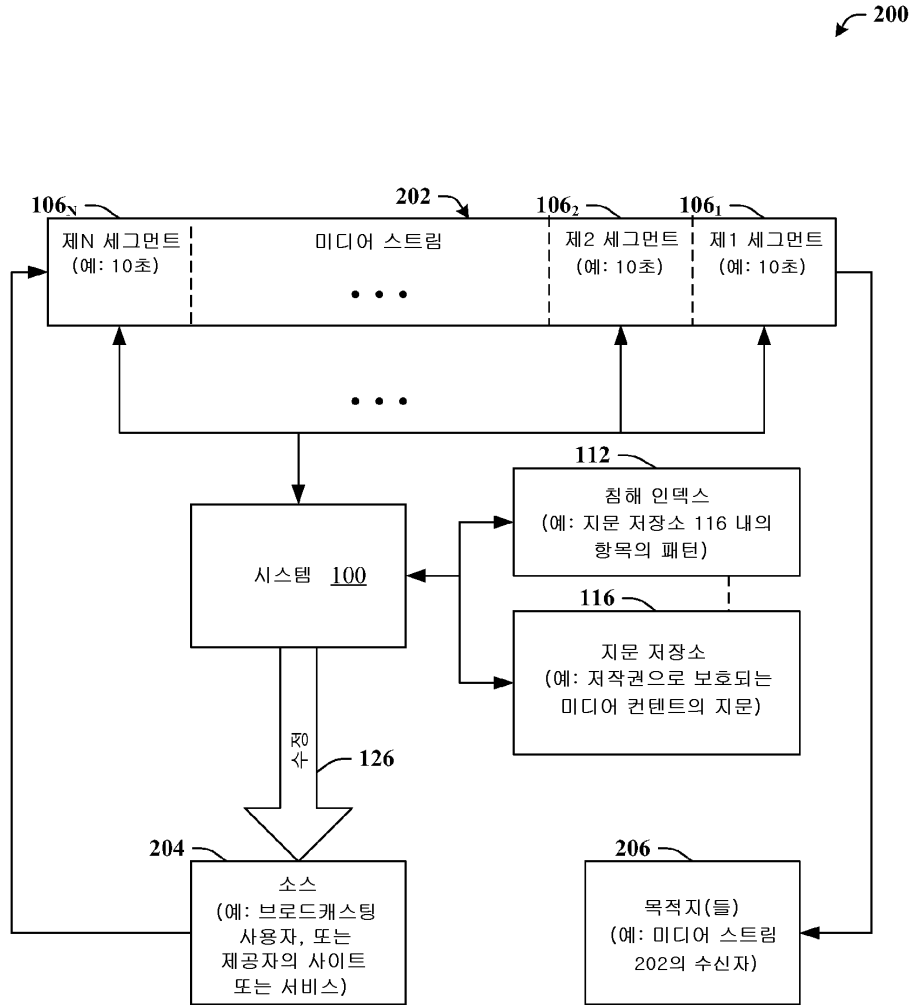 200
106N
202
106₂
106₁
제N 세그먼트
(예: 10초)
미디어 스트림
• • •
제2 세그먼트
(예: 10초)
제1 세그먼트
(예: 10초)
• • •
112
침해 인덱스
(예: 지문 저장소 116 내의
항목의 패턴)
시스템 100
116
지문 저장소
(예: 저작권으로 보호되는
미디어 컨텐트의 지문)
수정
126
204
소스
(예: 브로드캐스팅
사용자, 또는
제공자의 사이트
또는 서비스)
206
목적지(들)
(예: 미디어 스트림
202의 수신자)